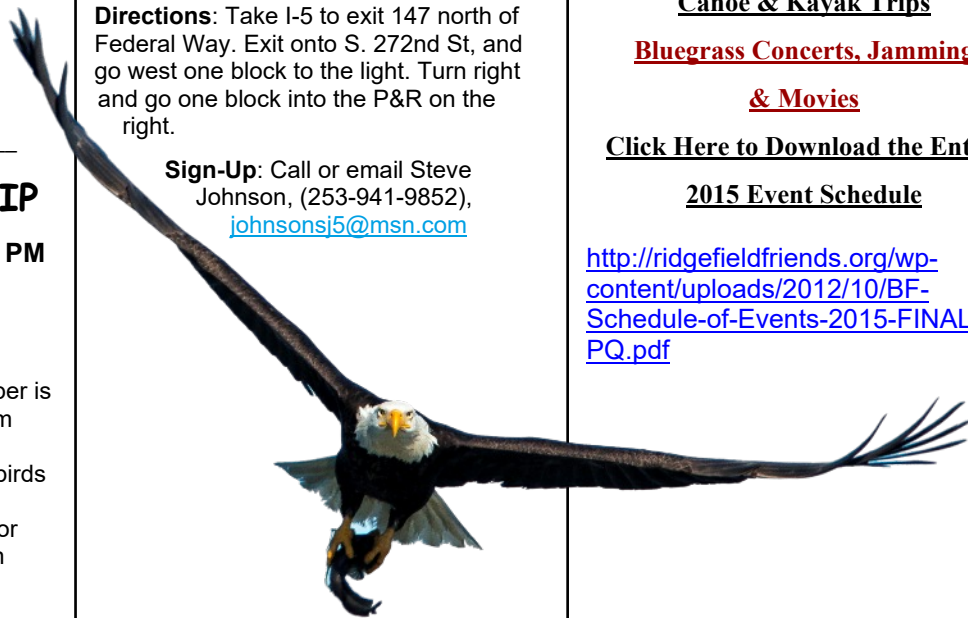 IP
PM
per is
m
birds
or
n
Directions: Take I-5 to exit 147 north of
Federal Way. Exit onto S. 272nd St, and
go west one block to the light. Turn right
and go one block into the P&R on the
right.
Sign-Up: Call or email Steve
Johnson, (253-941-9852),
johnsonsj5@msn.com
Canoe & Kayak Trips
Bluegrass Concerts, Jamming
& Movies
Click Here to Download the Ent
2015 Event Schedule
http://ridgefieldfriends.org/wp-
content/uploads/2012/10/BF-
Schedule-of-Events-2015-FINAL
PQ.pdf